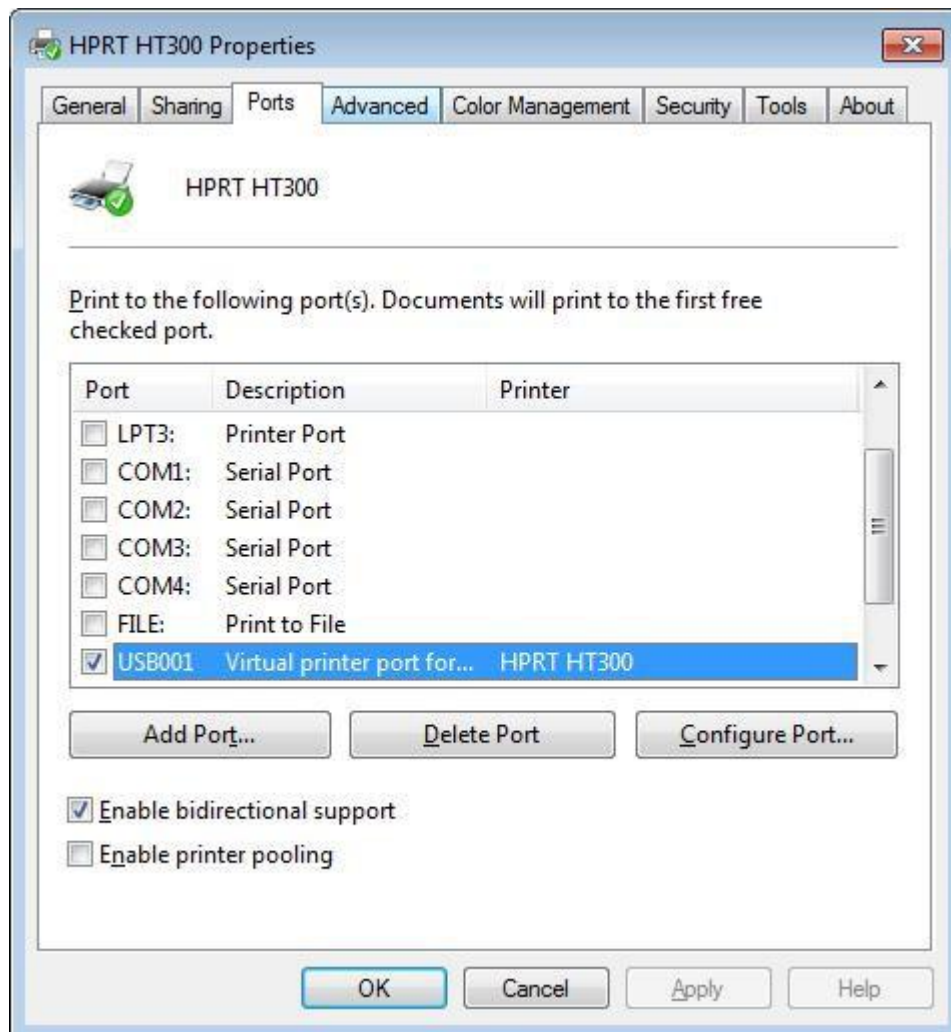 HPRT HT300 Properties
General Sharing Ports Advanced Color Management Security Tools About
HPRT HT300
Print to the following port(s). Documents will print to the first free
checked port.
Port Description Printer
LPT3: Printer Port
COM1: Serial Port
COM2: Serial Port
COM3: Serial Port
COM4: Serial Port
FILE: Print to File
USB001 Virtual printer port for... HPRT HT300
Add Port... Delete Port Configure Port...
Enable bidirectional support
Enable printer pooling
OK Cancel Apply Help